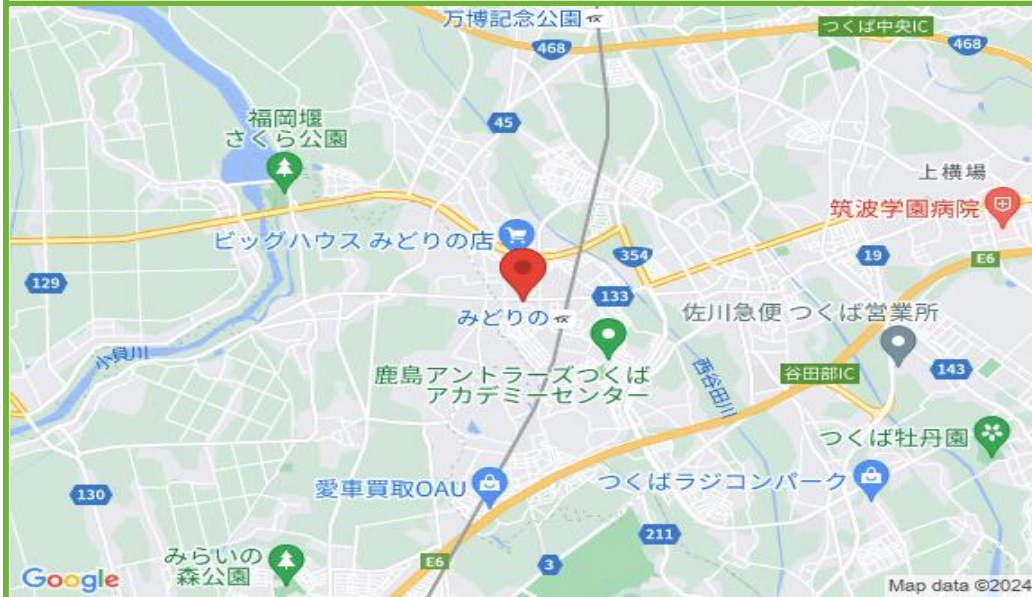 万博記念公園
つくば中央IC
468
468
福岡堰
さくら公園
45
上横場
筑波学園病院
ビッグハウス みどりの店
354
19
E6
129
133
みどりの
佐川急便 つくば営業所
小貝川
鹿島アントラーズつくば
アカデミーセンター
西谷田川
谷田部IC
143
つくば牡丹園
愛車買取OAU
つくばラジコンパーク
130
211
みらいの
森公園
E6
3
Google
Map data ©2024